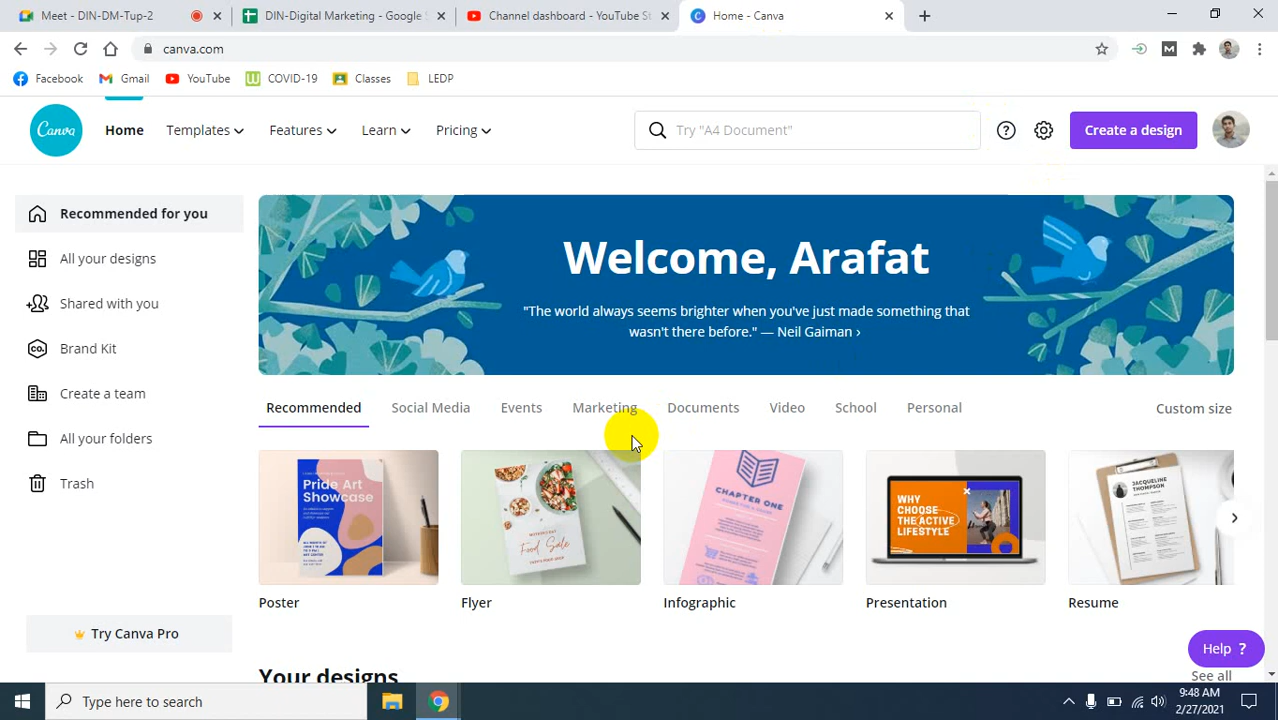 Meet - DIN-DM-Tup-2
DIN-Digital Marketing - Google S
Channel dashboard - YouTube St
Home - Canva
canva.com
Facebook
Gmail
YouTube
COVID-19
Classes
LEDP
Canva
Home
Templates
Features
Learn
Pricing
Try "A4 Document"
?
Create a design
Recommended for you
All your designs
Shared with you
CO.
Brand Kit
Create a team
All your folders
Trash
Try Canva Pro
Welcome, Arafat
"The world always seems brighter when you've just made something that
wasn't there before." — Neil Gaiman ›
Recommended
Social Media
Events
Marketing
Documents
Video
School
Personal
Custom size
Pride Art
Showcase
Food Sale
CHAPTER ONE
WHY
CHOOSE
THE ACTIVE
LIFESTYLE
JACQUELINE
THOMPSON
Poster
Flyer
Infographic
Presentation
Resume
Your designs
See all
Help ?
Type here to search
9:48 AM
2/27/2021